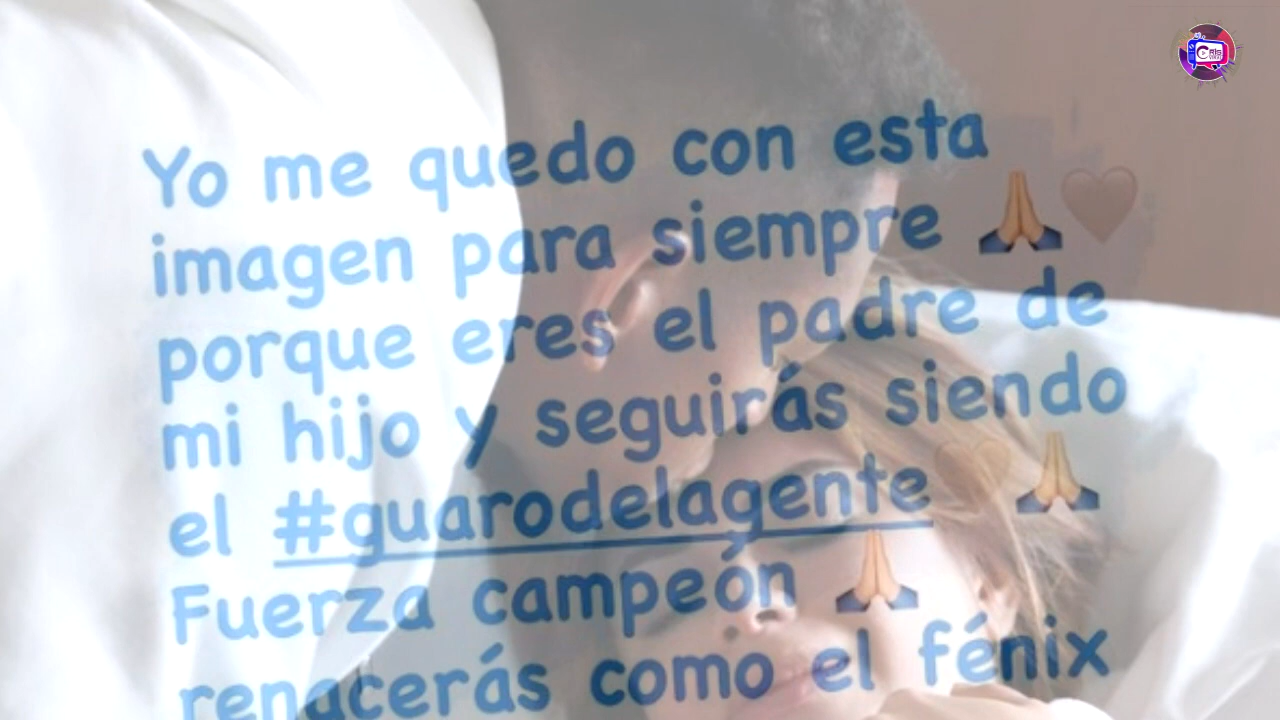 Yo me quedo con esta
imagen para siempre 🙏🤍
porque eres el padre de
mi hijo y seguirás siendo
el #guarodelagente🤍 🙏
Fuerza campeón 🙏
renacerás como el fénix